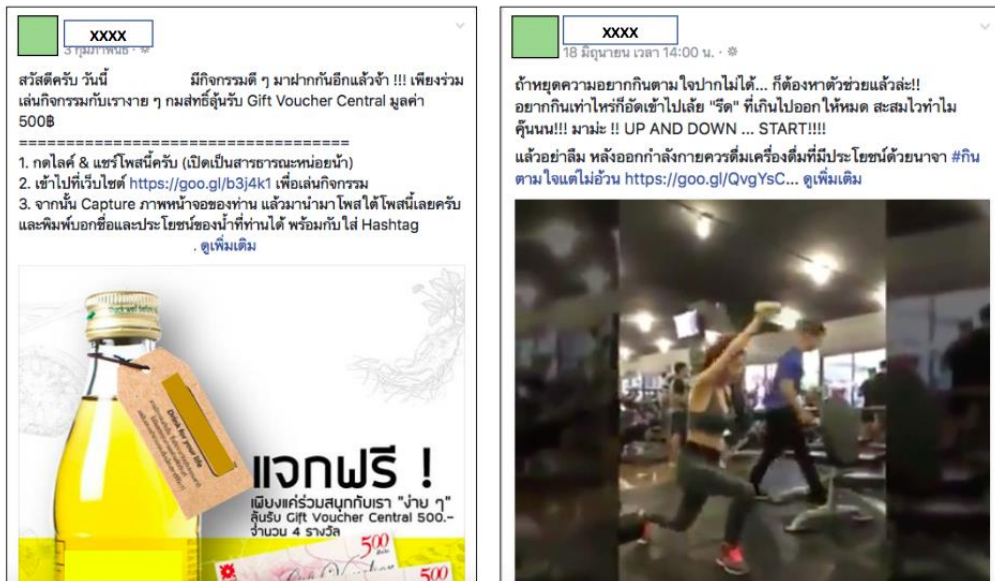 XXXX
3 กุมภาพันธ์ ·
สวัสดีครับ วันนี้ มีกิจกรรมดี ๆ มาฝากกันอีกแล้วจ้า !!! เพียงร่วม
เล่นกิจกรรมกับเรางาย ๆ กมสทธิ์ลุ้นรับ Gift Voucher Central มูลค่า
500฿
===================================
1. กดไลค์ & แชร์โพสนี้ครับ (เปิดเป็นสาธารณะหน่อยน้า)
2. เข้าไปที่เว็บไซต์ https://goo.gl/b3j4k1 เพื่อเล่นกิจกรรม
3. จากนั้น Capture ภาพหน้าจอของท่าน แล้วมานำมาโพสใต้โพสนี้เลยครับ
และพิมพ์บอกชื่อและประโยชน์ของน้ำที่ท่านได้ พร้อมกับใส่ Hashtag
. ดูเพิ่มเติม
Drink for your life
แจกฟรี !
เพียงแค่ร่วมสนุกกับเรา "ง่าย ๆ"
ลุ้นรับ Gift Voucher Central 500.-
จำนวน 4 รางวัล
500
500
XXXX
18 มิถุนายน เวลา 14:00 น. ·
ถ้าหยุดความอยากกินตามใจปากไม่ได้... ก็ต้องหาตัวช่วยแล้วล่ะ!!
อยากกินเท่าไหร่ก็อัดเข้าไปเล้ย "รีด" ที่เกินไปออกให้หมด สะสมไวทำไม
คุ๊นนน!!! มาม่ะ !! UP AND DOWN ... START!!!!
แล้วอย่าลืม หลังออกกำลังกายควรดื่มเครื่องดื่มที่มีประโยชน์ด้วยนาจา #กิน
ตามใจแต่ไม่อ้วน https://goo.gl/QvgYsC... ดูเพิ่มเติม